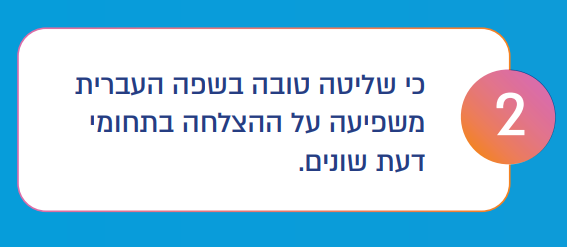 2
כי שליטה טובה בשפה העברית
משפיעה על ההצלחה בתחומי
דעת שונים.